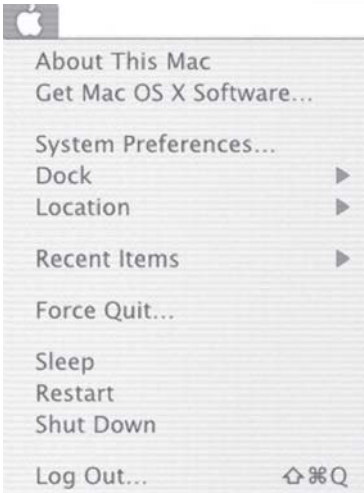 About This Mac
Get Mac OS X Software...
System Preferences...
Dock
Location
Recent Items
Force Quit...
Sleep
Restart
Shut Down
Log Out... ⇧⌘Q